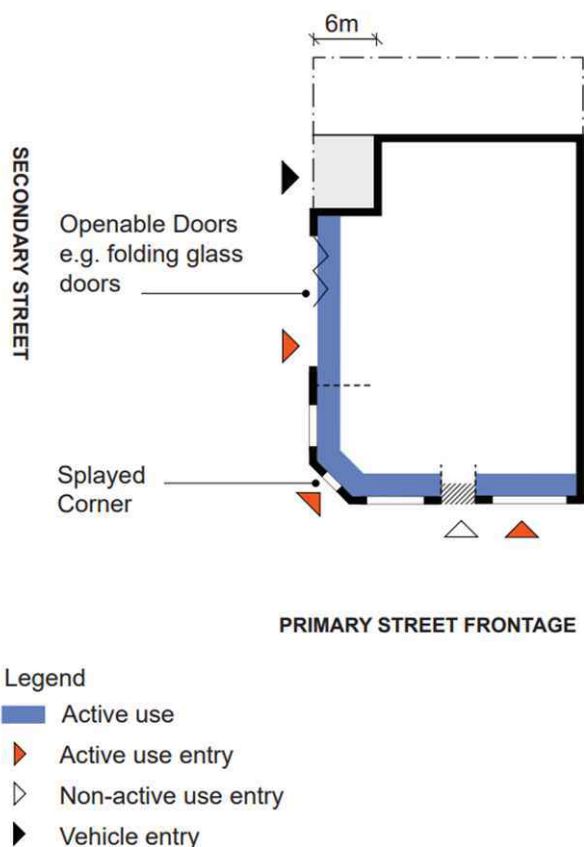 6m
SECONDARY STREET
Openable Doors
e.g. folding glass
doors
Splayed
Corner
PRIMARY STREET FRONTAGE
Legend
Active use
Active use entry
Non-active use entry
Vehicle entry